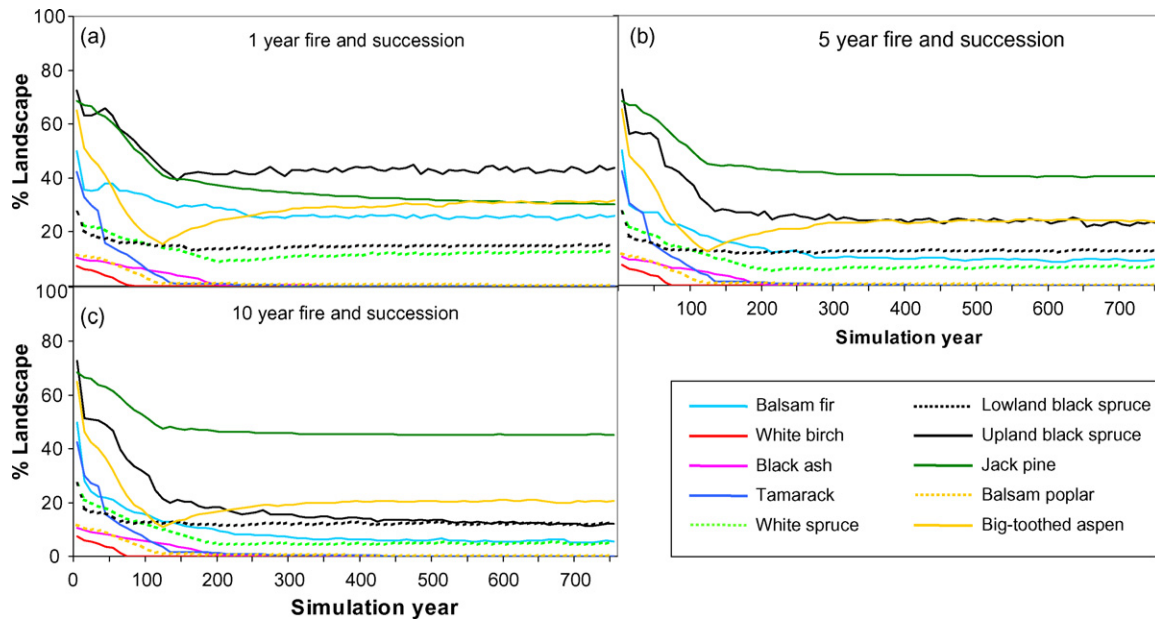 (a)
1 year fire and succession
100
80
60
40
20
% Landscape
(b)
5 year fire and succession
100 200 300 400 500 600 700
Simulation year
(c)
10 year fire and succession
100
80
60
40
20
0
% Landscape
0 100 200 300 400 500 600 700
Simulation year
Balsam fir
White birch
Black ash
Tamarack
White spruce
Lowland black spruce
Upland black spruce
Jack pine
Balsam poplar
Big-toothed aspen